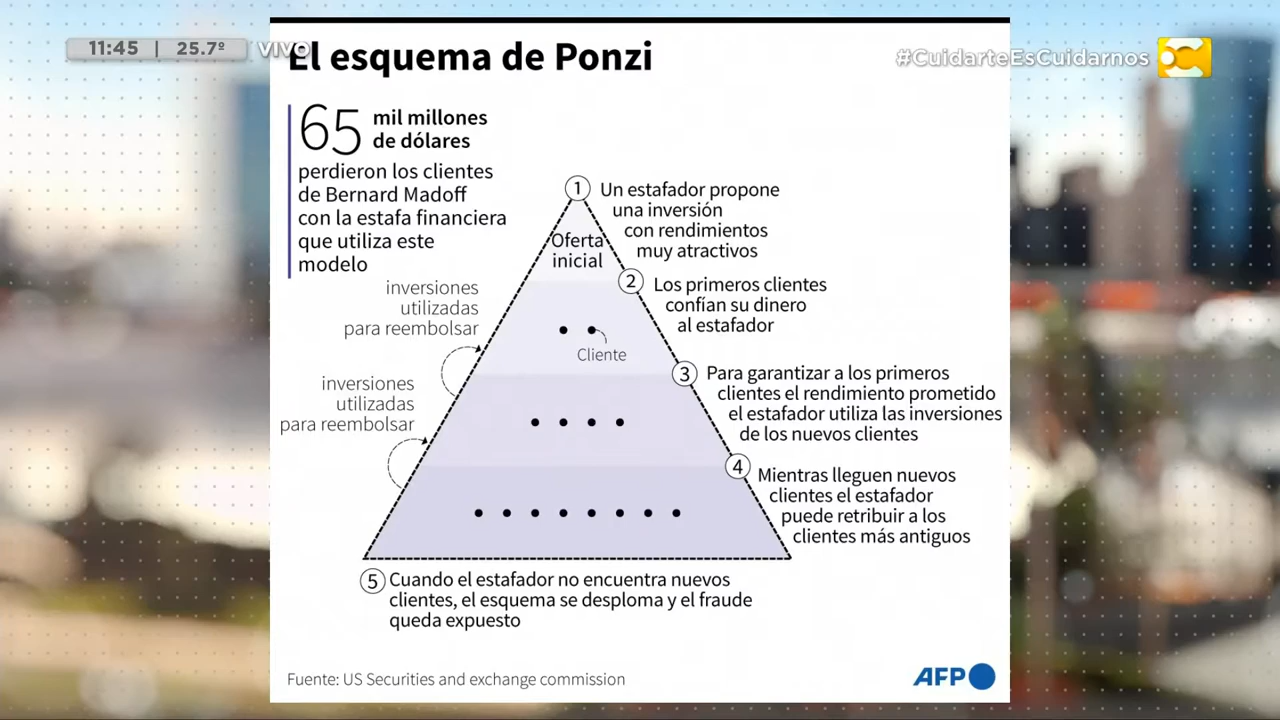 11:45 | 25.7º VIVO
#CuidarteEsCuidarnos
El esquema de Ponzi
65 mil millones
de dólares
perdieron los clientes
de Bernard Madoff
con la estafa financiera
que utiliza este
modelo
1 Un estafador propone
una inversión
con rendimientos
muy atractivos
Oferta
inicial
2 Los primeros clientes
confían su dinero
al estafador
inversiones
utilizadas
para reembolsar
Cliente
3 Para garantizar a los primeros
clientes el rendimiento prometido
el estafador utiliza las inversiones
de los nuevos clientes
inversiones
utilizadas
para reembolsar
4 Mientras lleguen nuevos
clientes el estafador
puede retribuir a los
clientes más antiguos
5 Cuando el estafador no encuentra nuevos
clientes, el esquema se desploma y el fraude
queda expuesto
Fuente: US Securities and exchange commission
AFP